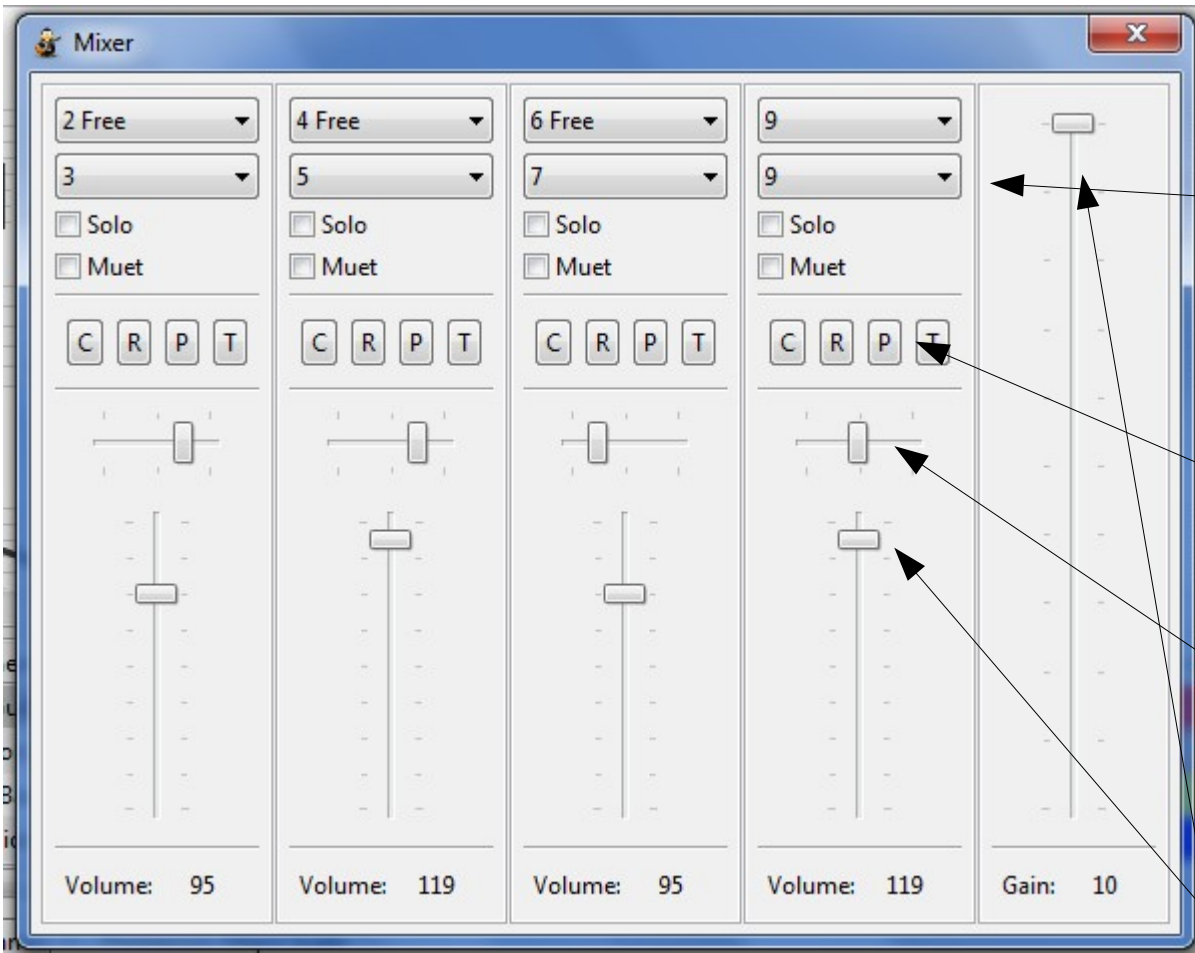 Mixer
2 Free 4 Free 6 Free 9
3 5 7 9
Solo Solo Solo Solo
Muet Muet Muet Muet
C R P T C R P T C R P T C R P T
Volume: 95 Volume: 119 Volume: 95 Volume: 119 Gain: 10